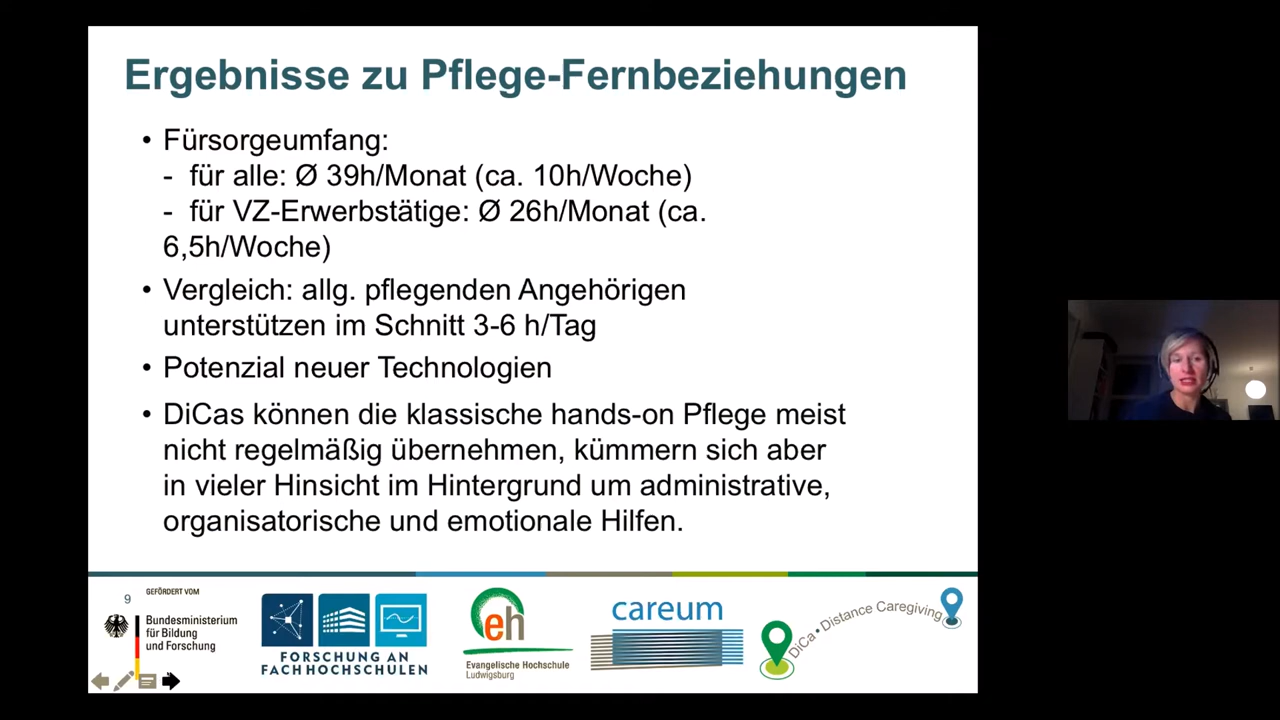 Ergebnisse zu Pflege-Fernbeziehungen
• Fürsorgeumfang:
- für alle: Ø 39h/Monat (ca. 10h/Woche)
- für VZ-Erwerbstätige: Ø 26h/Monat (ca.
6,5h/Woche)
• Vergleich: allg. pflegenden Angehörigen
unterstützen im Schnitt 3-6 h/Tag
• Potenzial neuer Technologien
• DiCas können die klassische hands-on Pflege meist
nicht regelmäßig übernehmen, kümmern sich aber
in vieler Hinsicht im Hintergrund um administrative,
organisatorische und emotionale Hilfen.
9
GEFÖRDERT VOM
Bundesministerium
für Bildung
und Forschung
FORSCHUNG AN
FACHHOCHSCHULEN
eh
Evangelische Hochschule
Ludwigsburg
careum
DiCa • Distance Caregiving